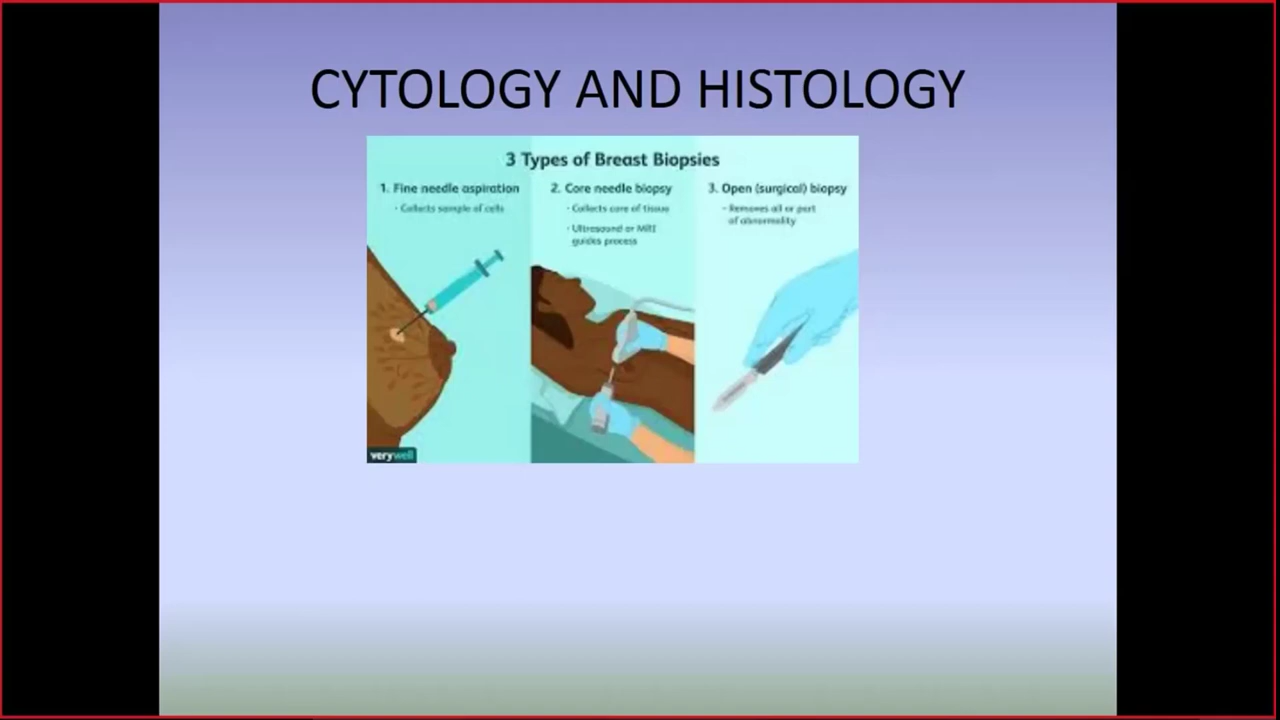 CYTOLOGY AND HISTOLOGY
3 Types of Breast Biopsies
1. Fine needle aspiration
· Collects sample of cells
2. Core needle biopsy
· Collects core of tissue
· Ultrasound or MRI
guides process
3. Open (surgical) biopsy
· Removes all or part
of abnormality
verywell